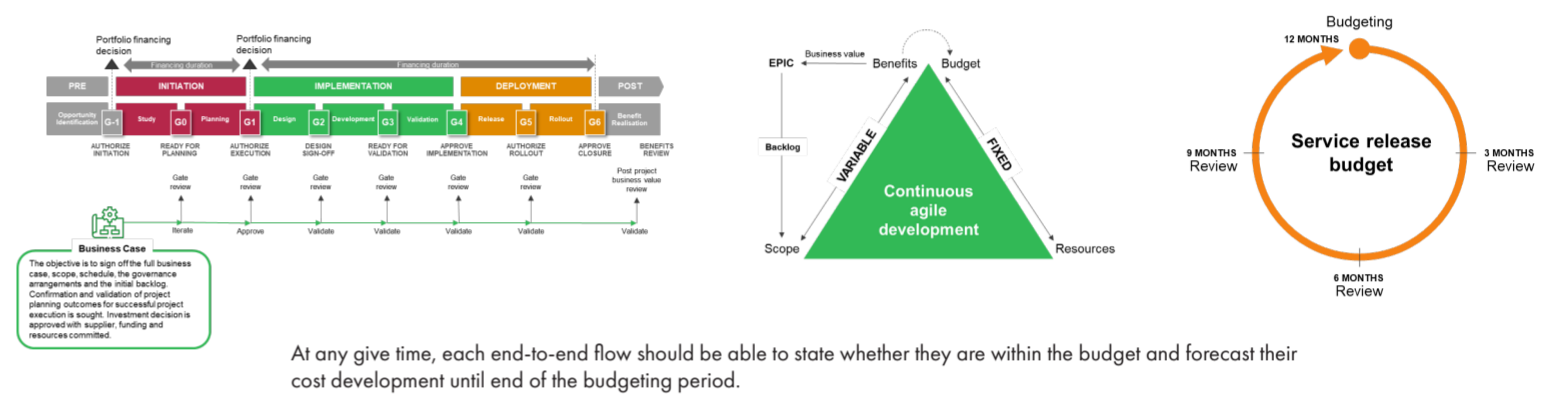 Portfolio financing
decision
Portfolio financing
decision
Financing duration
Financing duration
PRE
INITIATION
IMPLEMENTATION
DEPLOYMENT
POST
Opportunity
Identification
G-1
Study
G0
Planning
G1
Design
G2
Development
G3
Validation
G4
Release
G5
Rollout
G6
Benefit
Realisation
AUTHORIZE
INITIATION
READY FOR
PLANNING
AUTHORIZE
EXECUTION
DESIGN
SIGN-OFF
READY FOR
VALIDATION
APPROVE
IMPLEMENTATION
AUTHORIZE
ROLLOUT
APPROVE
CLOSURE
BENEFITS
REVIEW
Gate
review
Gate
review
Gate
review
Gate
review
Gate
review
Gate
review
Post project
business value
review
Iterate
Approve
Validate
Validate
Validate
Validate
Validate
Business Case
The objective is to sign off the full business
case, scope, schedule, the governance
arrangements and the initial backlog.
Confirmation and validation of project
planning outcomes for successful project
execution is sought. Investment decision is
approved with supplier, funding and
resources committed.
EPIC
Business value
Benefits
Budget
Backlog
VARIABLE
FIXED
Continuous
agile
development
Scope
Resources
Budgeting
12 MONTHS
Service release
budget
9 MONTHS
Review
3 MONTHS
Review
6 MONTHS
Review
At any give time, each end-to-end flow should be able to state whether they are within the budget and forecast their
cost development until end of the budgeting period.